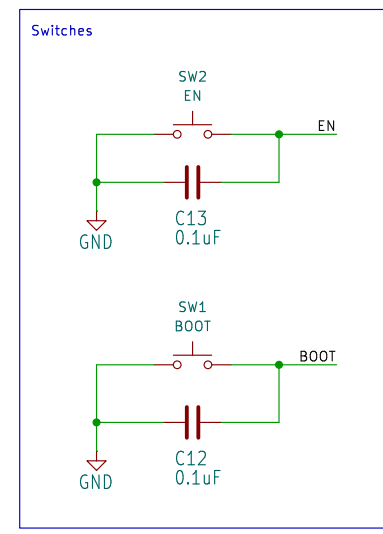 Switches
SW2
EN
EN
C13
0.1uF
GND
SW1
BOOT
BOOT
C12
0.1uF
GND